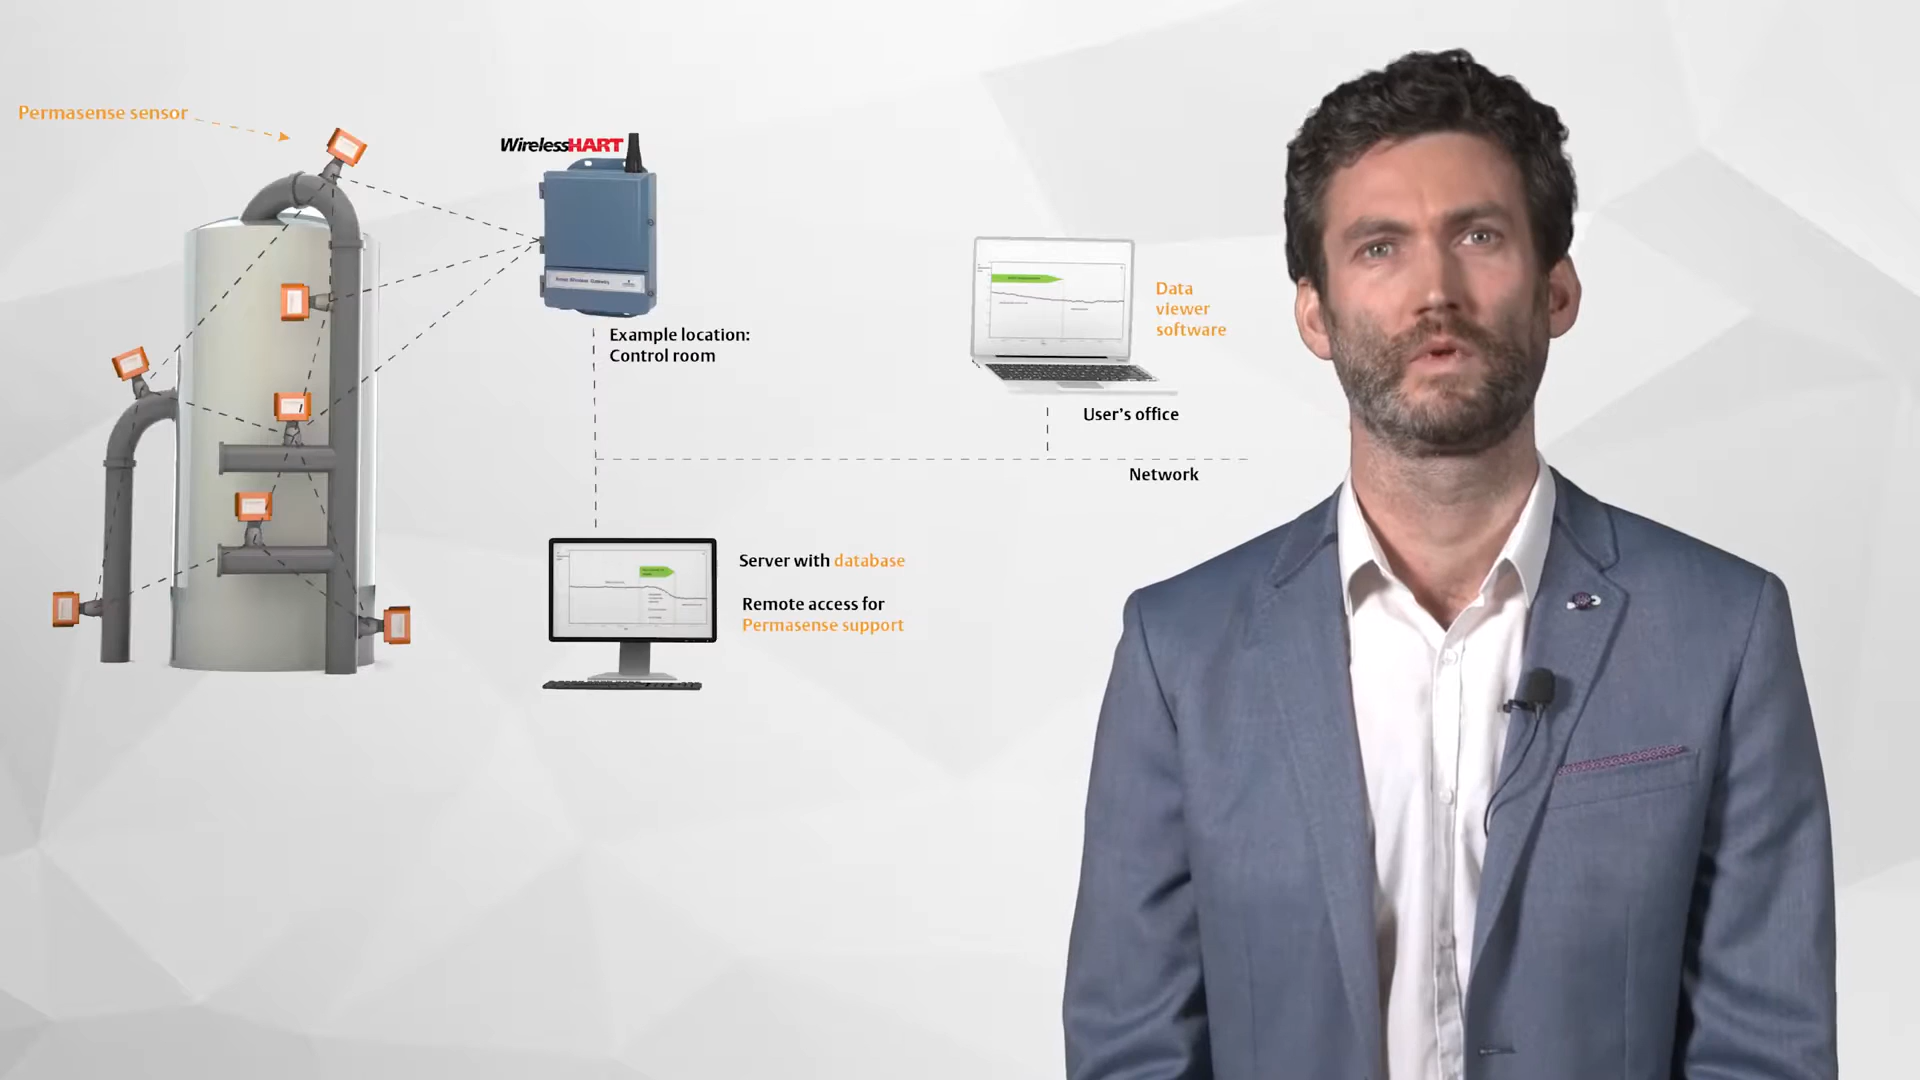 Permasense sensor
WirelessHART
Example location:
Control room
Data
viewer
software
User's office
Network
Server with database
Remote access for
Permasense support